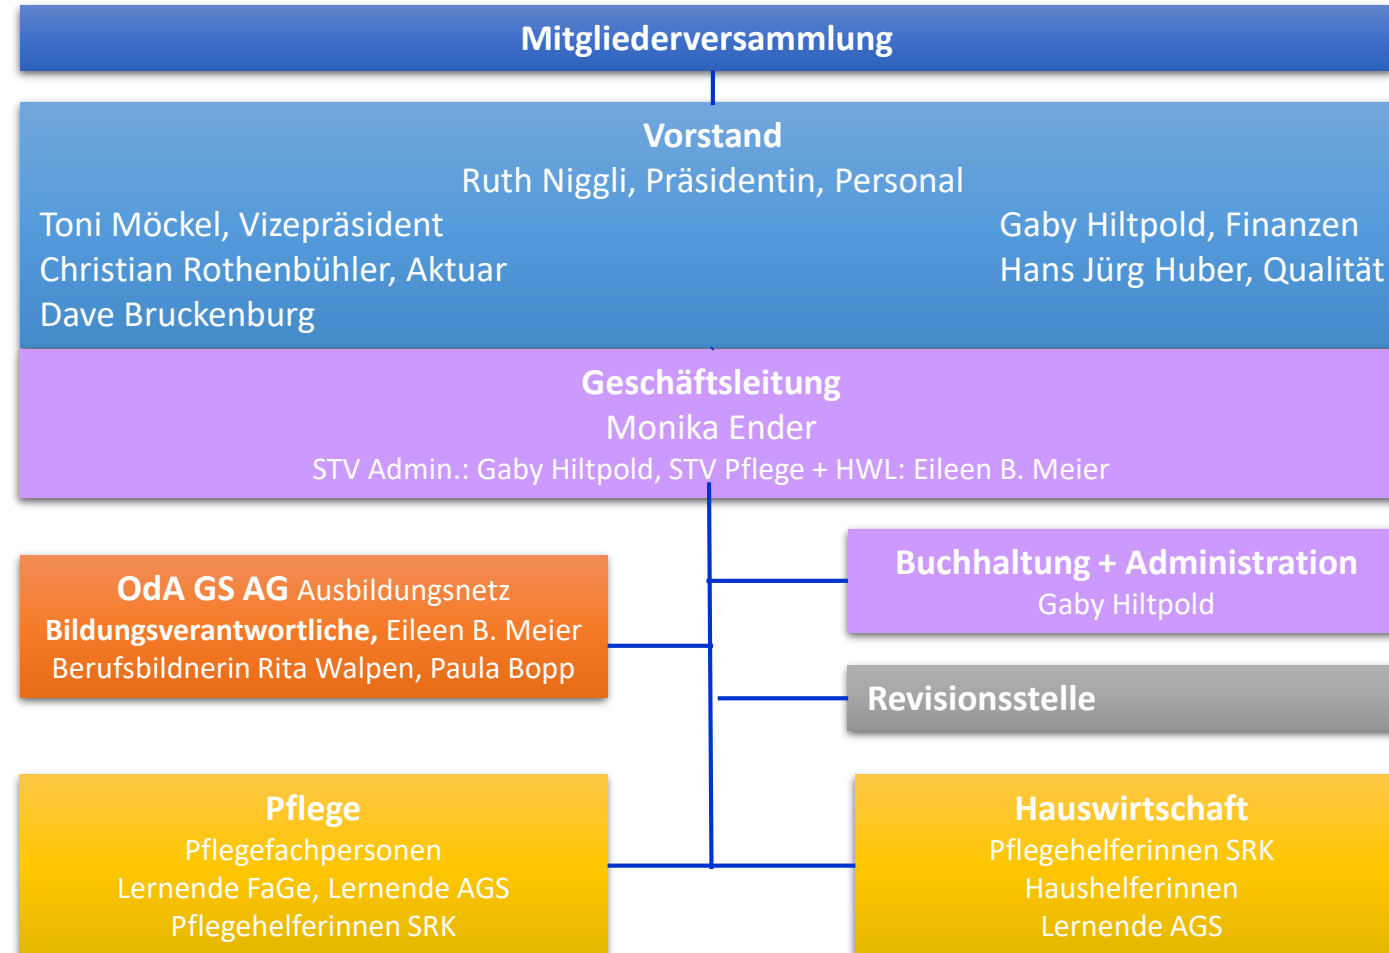 Mitgliederversammlung
Vorstand
Ruth Niggli, Präsidentin, Personal
Toni Möckel, Vizepräsident
Christian Rothenbühler, Aktuar
Dave Bruckenburg
Gaby Hiltpold, Finanzen
Hans Jürg Huber, Qualität
Geschäftsleitung
Monika Ender
STV Admin.: Gaby Hiltpold, STV Pflege + HWL: Eileen B. Meier
OdA GS AG Ausbildungsnetz
Bildungsverantwortliche, Eileen B. Meier
Berufsbildnerin Rita Walpen, Paula Bopp
Buchhaltung + Administration
Gaby Hiltpold
Revisionsstelle
Pflege
Pflegefachpersonen
Lernende FaGe, Lernende AGS
Pflegehelferinnen SRK
Hauswirtschaft
Pflegehelferinnen SRK
Haushelferinnen
Lernende AGS